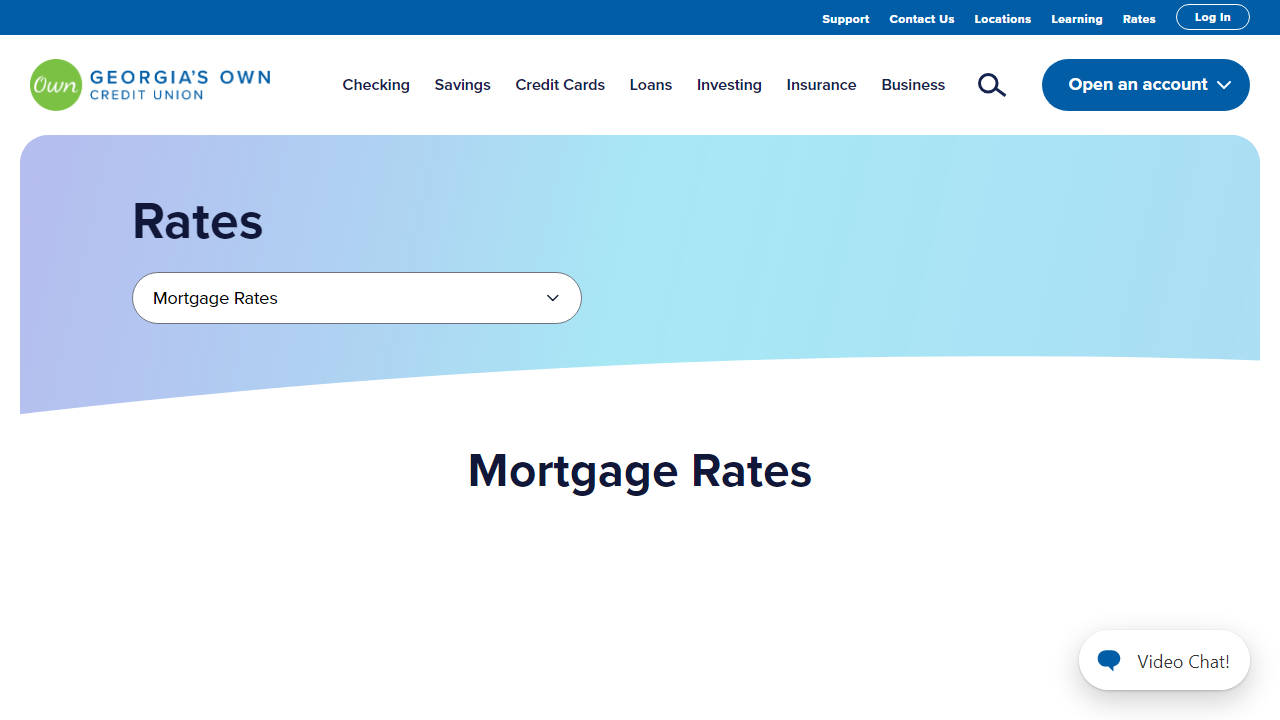 Support Contact Us Locations Learning Rates Log In
Own GEORGIA'S OWN
CREDIT UNION
Checking Savings Credit Cards Loans Investing Insurance Business Open an account
Rates
Mortgage Rates
Mortgage Rates
Video Chat!